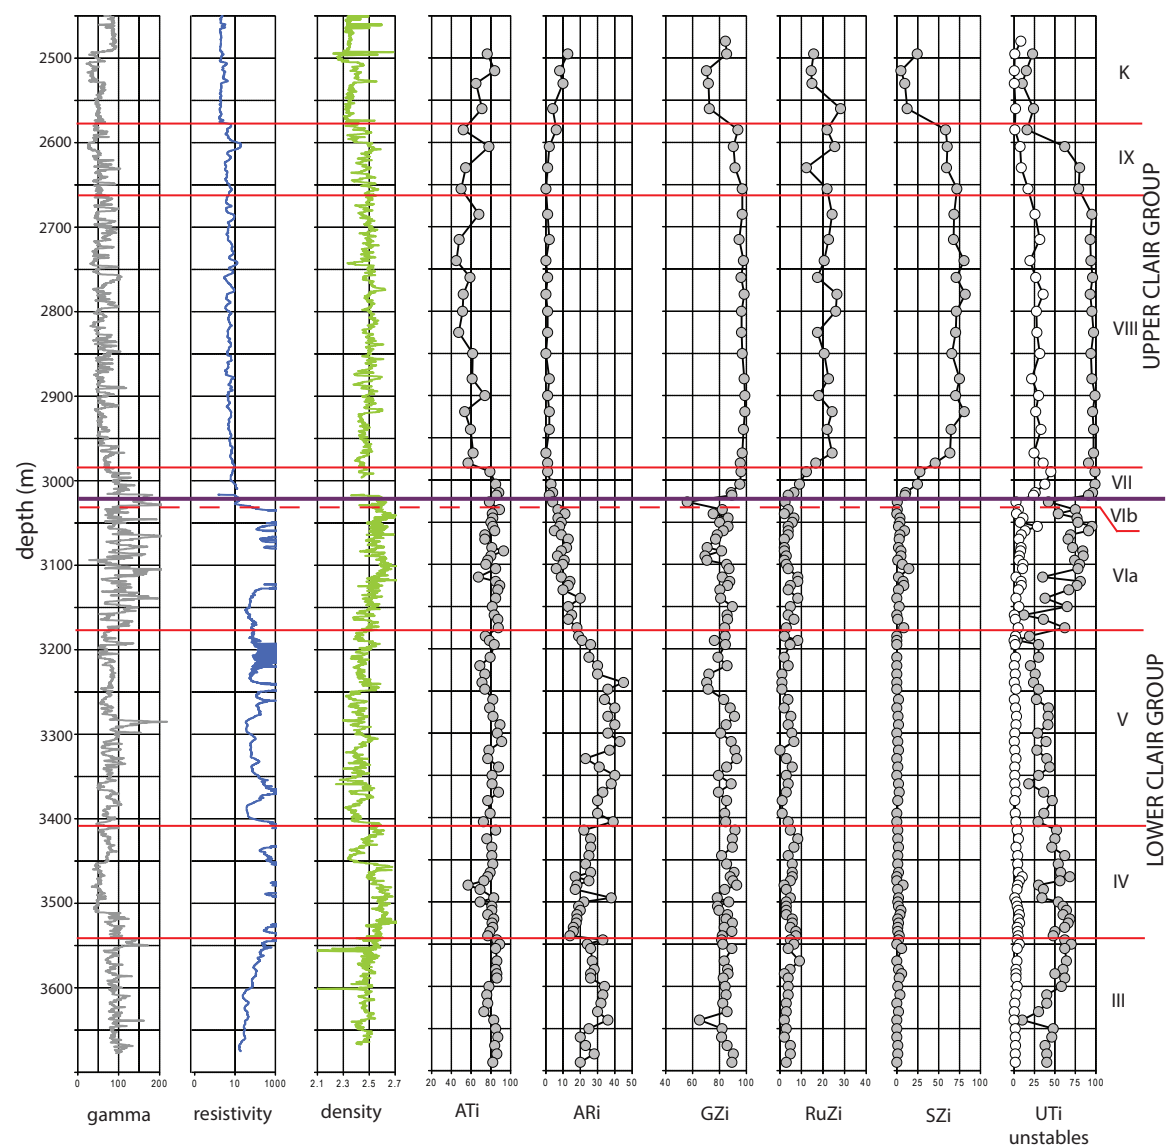 depth (m)
2500
2600
2700
2800
2900
3000
3100
3200
3300
3400
3500
3600
K
IX
VIII
VII
VIb
VIa
V
IV
III
UPPER CLAIR GROUP
LOWER CLAIR GROUP
0 100 200
0 10 1000
2.1 2.3 2.5 2.7
20 40 60 80 100
0 10 20 30 40 50
40 60 80 100
0 10 20 30 40
0 25 50 75 100
0 25 50 75 100
gamma resistivity density ATi ARi GZi RuZi SZi UTi
unstables